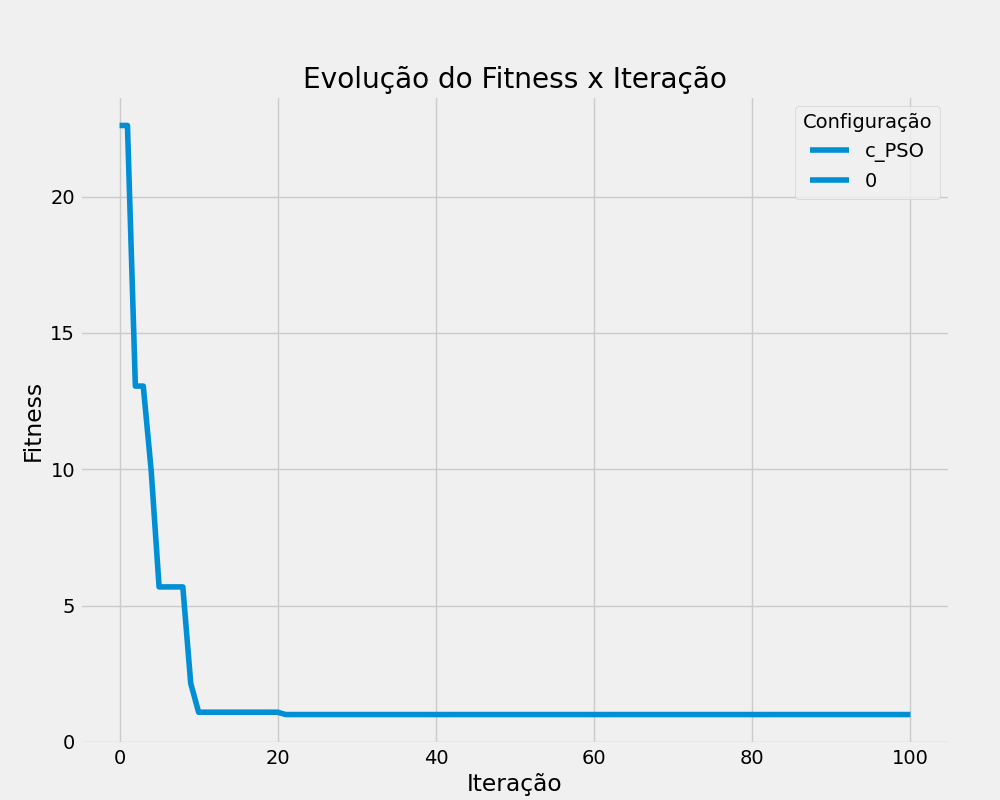 Evolução do Fitness x Iteração
Configuração
c_PSO
0
20
15
10
5
0
Fitness
0 20 40 60 80 100
Iteração